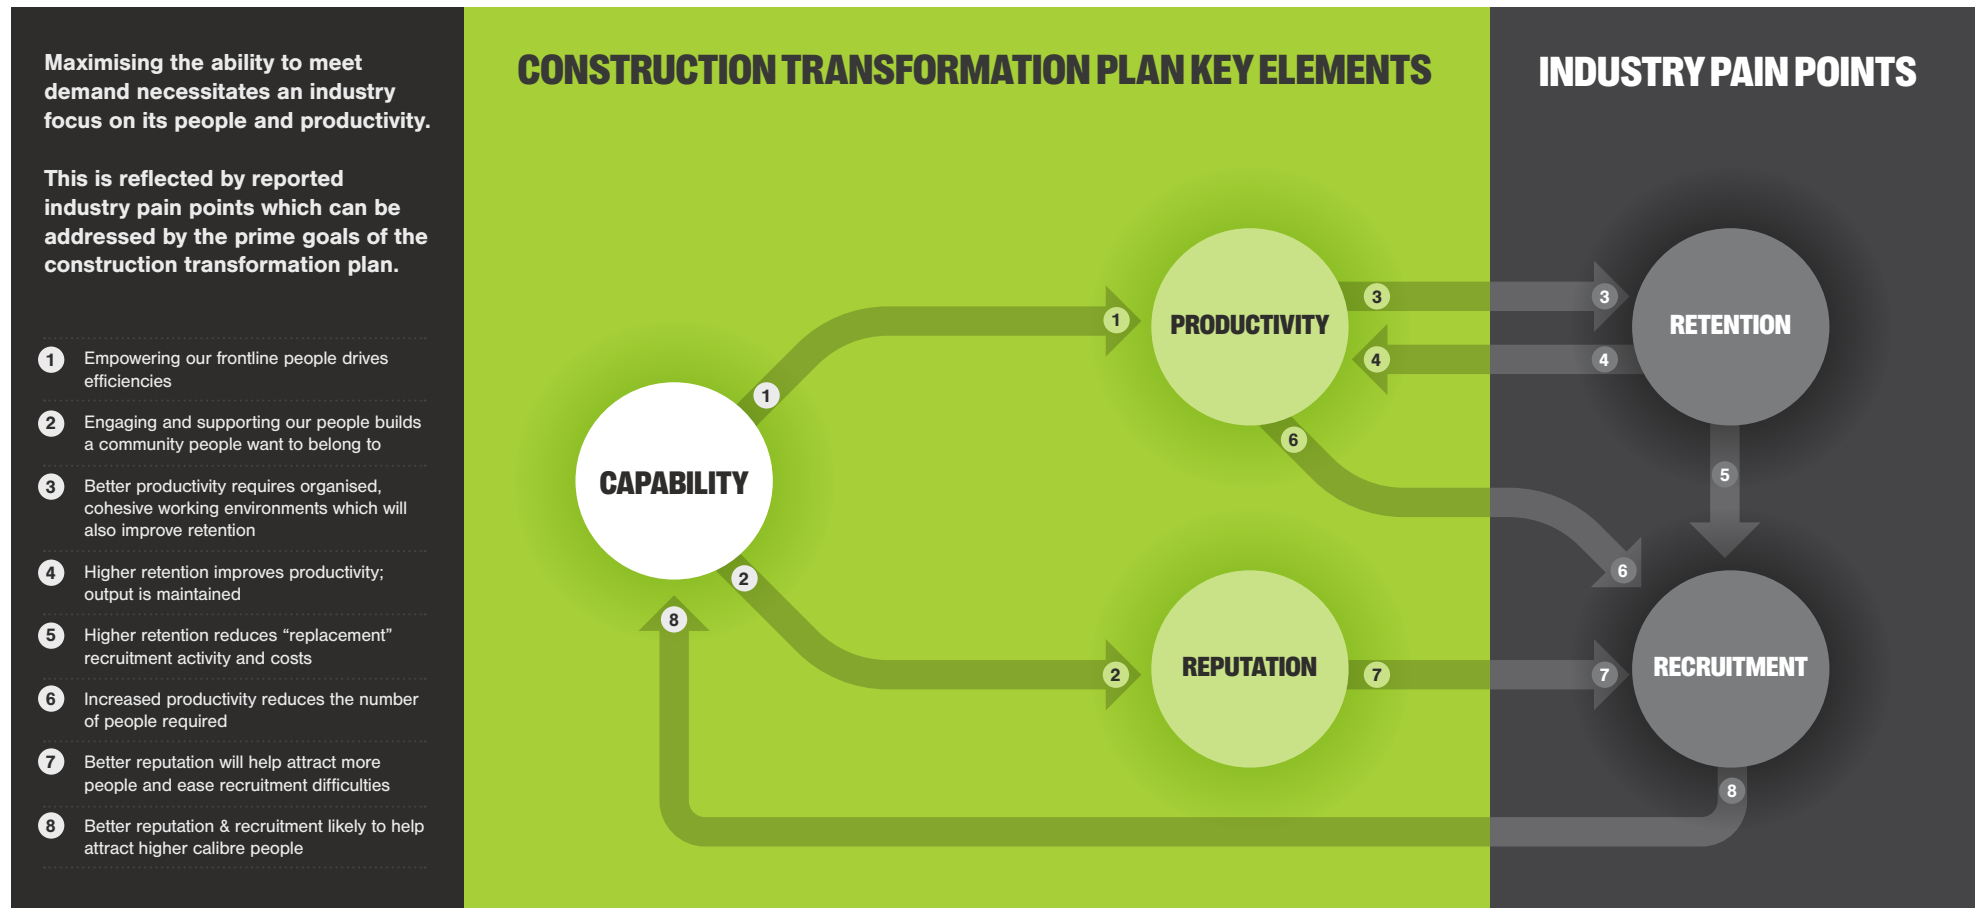 Maximising the ability to meet
demand necessitates an industry
focus on its people and productivity.
This is reflected by reported
industry pain points which can be
addressed by the prime goals of the
construction transformation plan.
1 Empowering our frontline people drives
efficiencies
2 Engaging and supporting our people builds
a community people want to belong to
3 Better productivity requires organised,
cohesive working environments which will
also improve retention
4 Higher retention improves productivity;
output is maintained
5 Higher retention reduces “replacement”
recruitment activity and costs
6 Increased productivity reduces the number
of people required
7 Better reputation will help attract more
people and ease recruitment difficulties
8 Better reputation & recruitment likely to help
attract higher calibre people
CONSTRUCTION TRANSFORMATION PLAN KEY ELEMENTS
CAPABILITY
1
1
2
2
8
PRODUCTIVITY
3
4
6
REPUTATION
7
INDUSTRY PAIN POINTS
3
4
RETENTION
5
6
7
RECRUITMENT
8